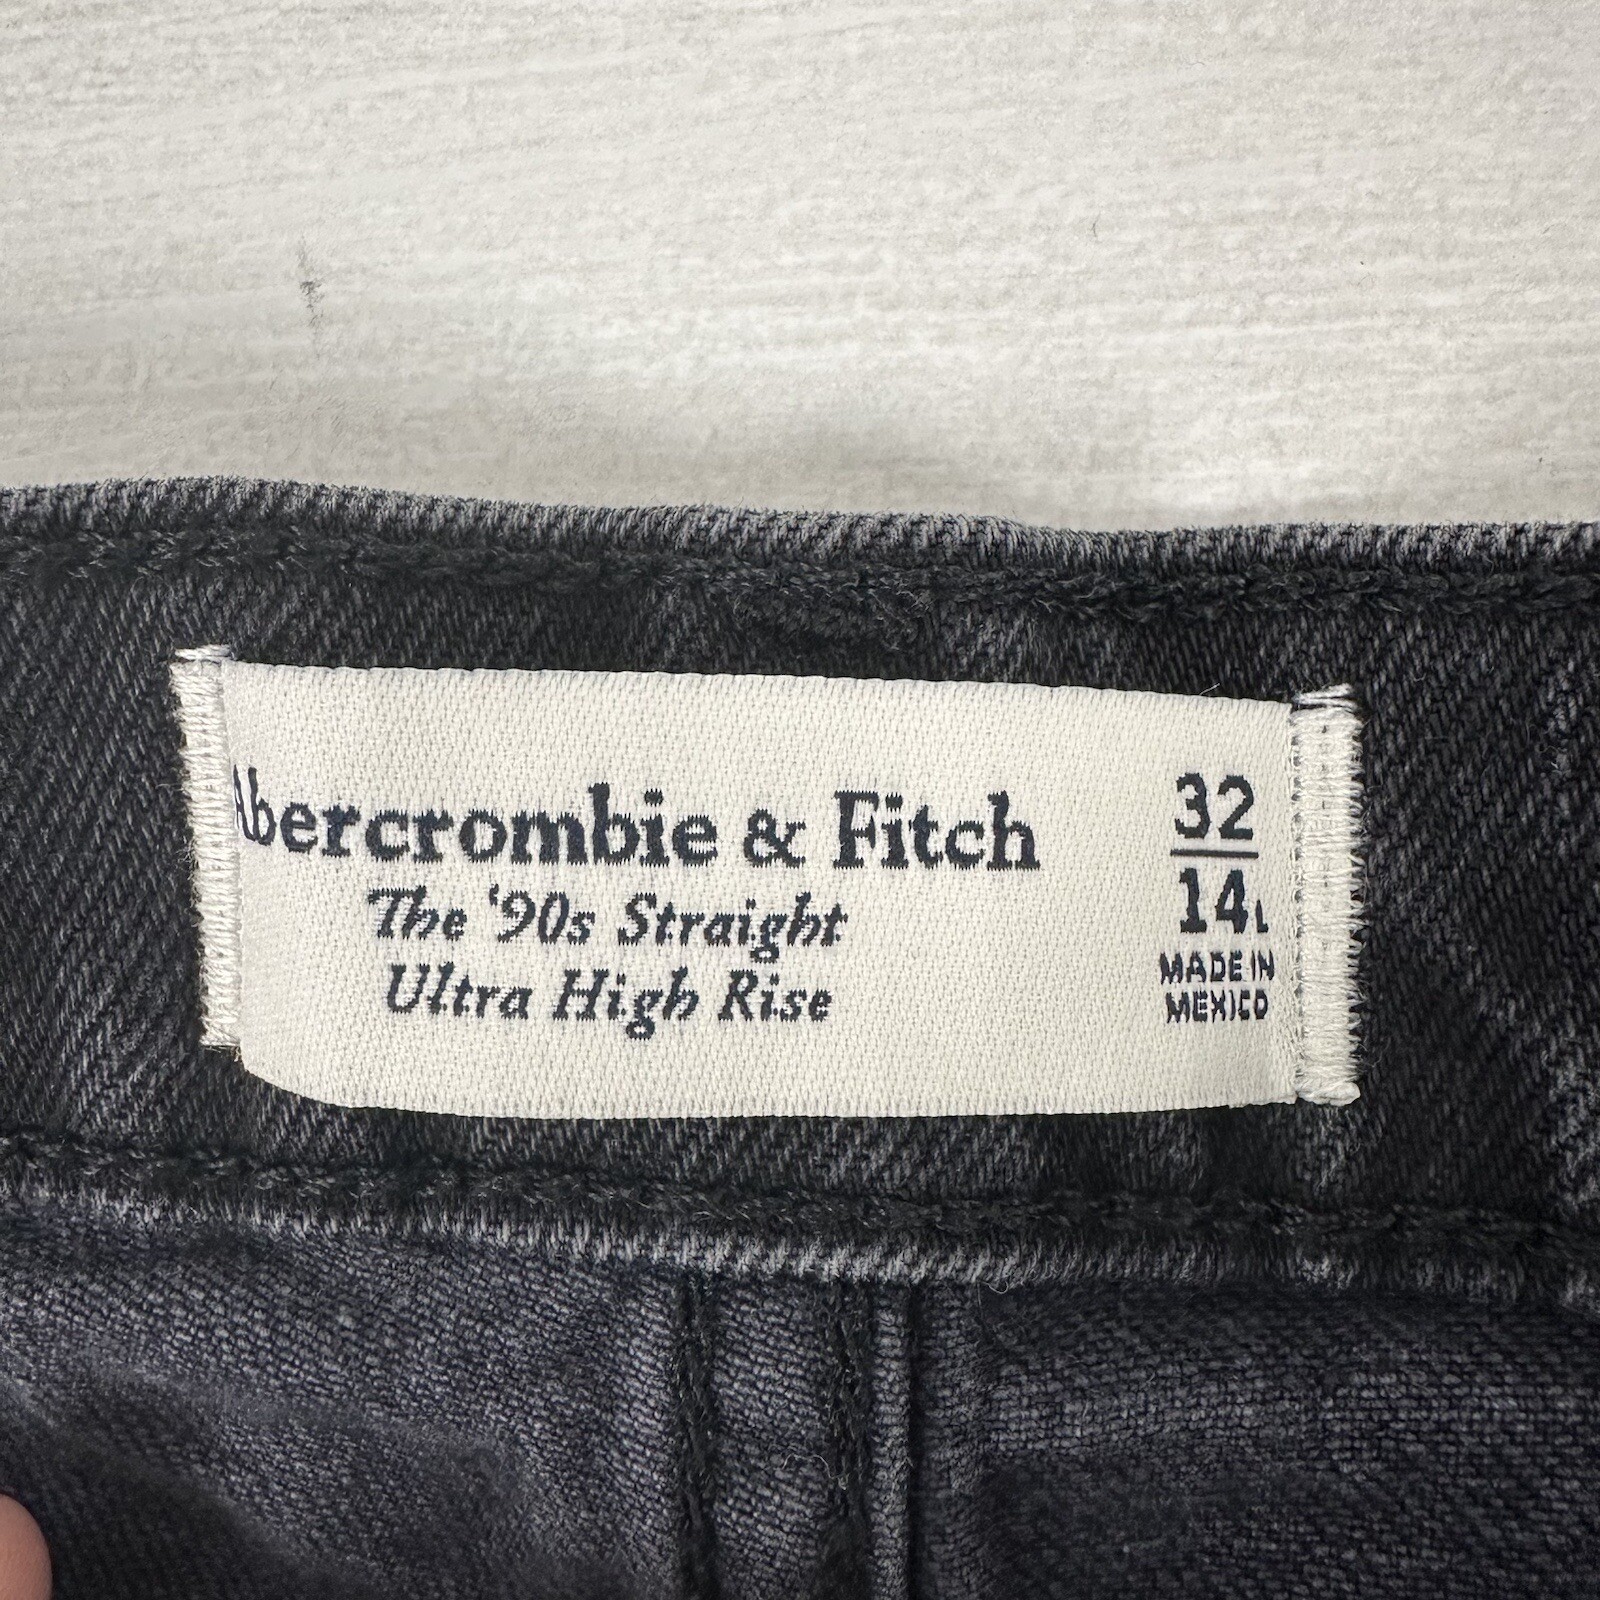 Abercrombie & Fitch
The '90s Straight
Ultra High Rise
32
14L
MADE IN
MEXICO